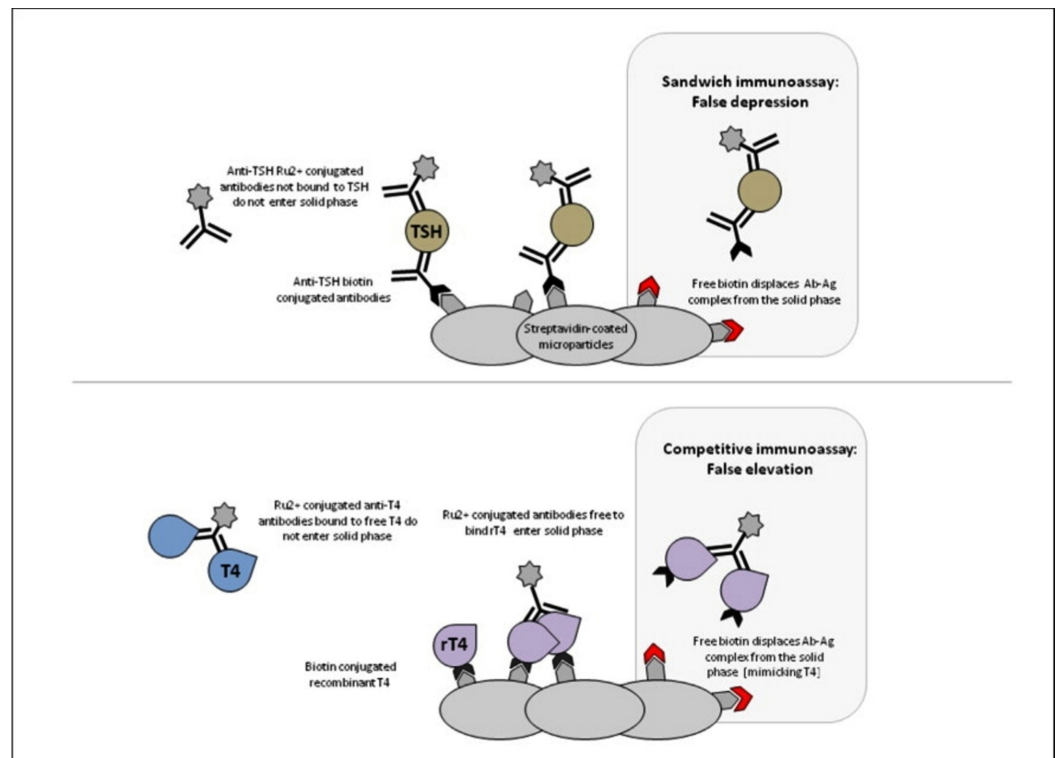 Sandwich immunoassay:
False depression
Anti-TSH Ru2+ conjugated
antibodies not bound to TSH
do not enter solid phase
TSH
Anti-TSH biotin
conjugated antibodies
Free biotin displaces Ab-Ag
complex from the solid phase
Streptavidin-coated
microparticles
Competitive immunoassay:
False elevation
Ru2+ conjugated anti-T4
antibodies bound to free T4 do
not enter solid phase
Ru2+ conjugated antibodies free to
bind rT4 enter solid phase
T4
rT4
Biotin conjugated
recombinant T4
Free biotin displaces Ab-Ag
complex from the solid
phase [mimicking T4]